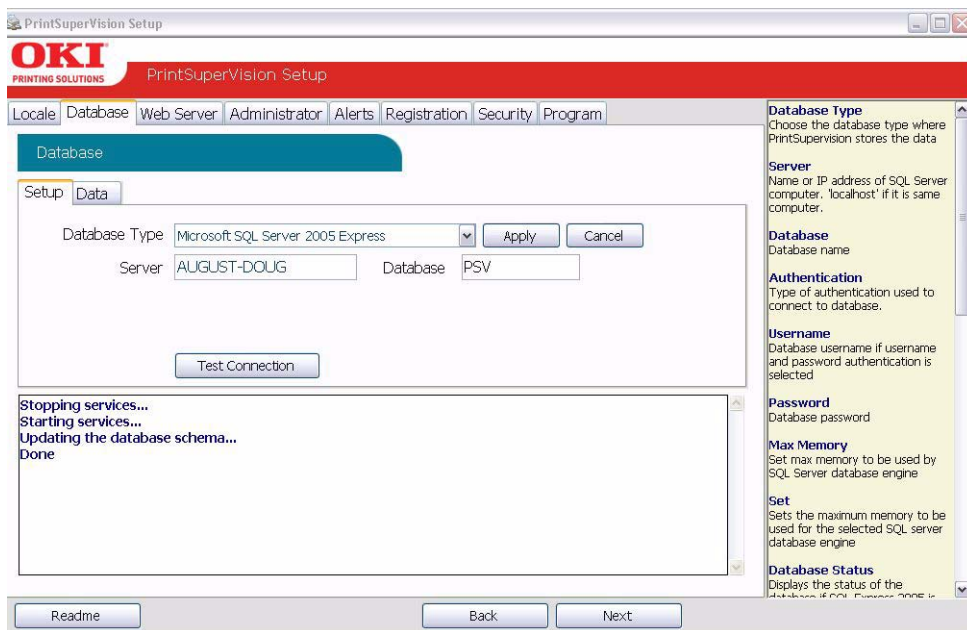 PrintSuperVision Setup
OKI
PRINTING SOLUTIONS
PrintSuperVision Setup
Locale Database Web Server Administrator Alerts Registration Security Program
Database
Setup Data
Database Type Microsoft SQL Server 2005 Express Apply Cancel
Server AUGUST-DOUG Database PSV
Test Connection
Stopping services...
Starting services...
Updating the database schema...
Done
Database Type
Choose the database type where
PrintSupervision stores the data
Server
Name or IP address of SQL Server
computer. 'localhost' if it is same
computer.
Database
Database name
Authentication
Type of authentication used to
connect to database.
Username
Database username if username
and password authentication is
selected
Password
Database password
Max Memory
Set max memory to be used by
SQL Server database engine
Set
Sets the maximum memory to be
used for the selected SQL server
database engine
Database Status
Displays the status of the
database if SQL Express 2005 is
Readme Back Next